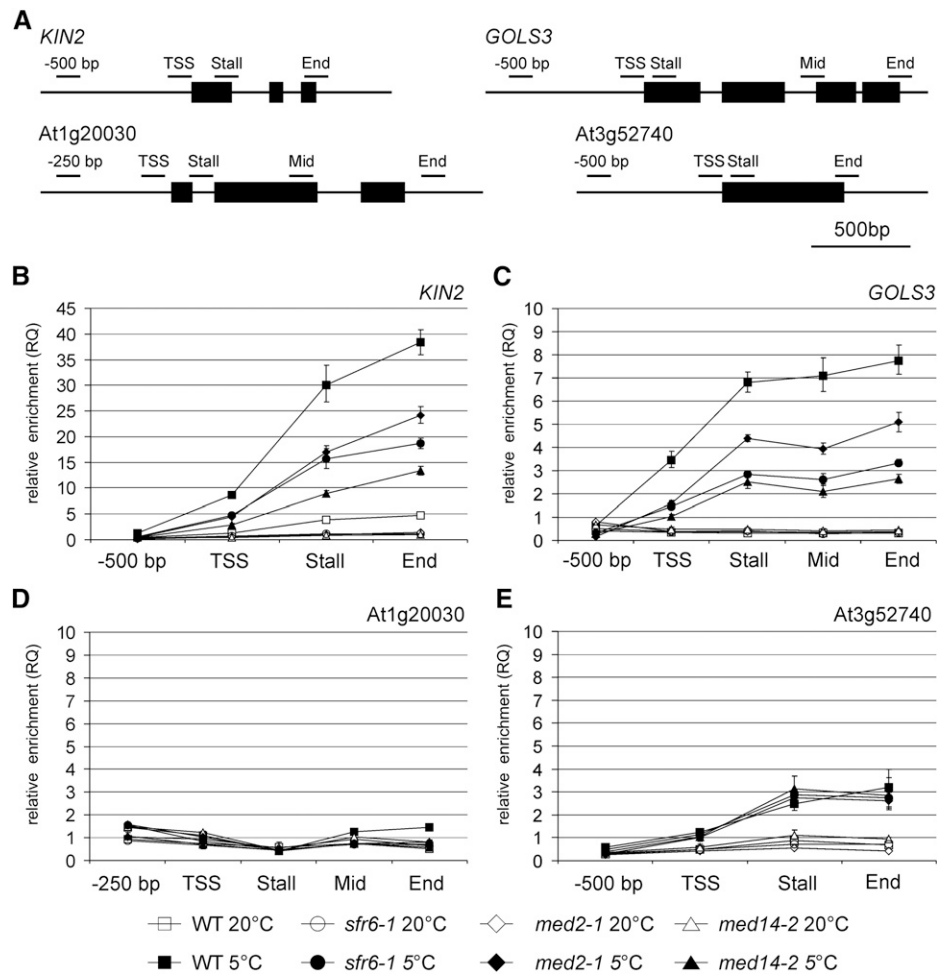 A
KIN2
-500 bp TSS Stall End
GOLS3
-500 bp TSS Stall Mid End
At1g20030
-250 bp TSS Stall Mid End
At3g52740
-500 bp TSS Stall End
500bp
B
KIN2
relative enrichment (RQ)
45
40
35
30
25
20
15
10
5
0
-500 bp TSS Stall End
C
GOLS3
relative enrichment (RQ)
10
9
8
7
6
5
4
3
2
1
0
-500 bp TSS Stall Mid End
D
At1g20030
relative enrichment (RQ)
10
9
8
7
6
5
4
3
2
1
0
-250 bp TSS Stall Mid End
E
At3g52740
relative enrichment (RQ)
10
9
8
7
6
5
4
3
2
1
0
-500 bp TSS Stall End
WT 20°C sfr6-1 20°C med2-1 20°C med14-2 20°C
WT 5°C sfr6-1 5°C med2-1 5°C med14-2 5°C